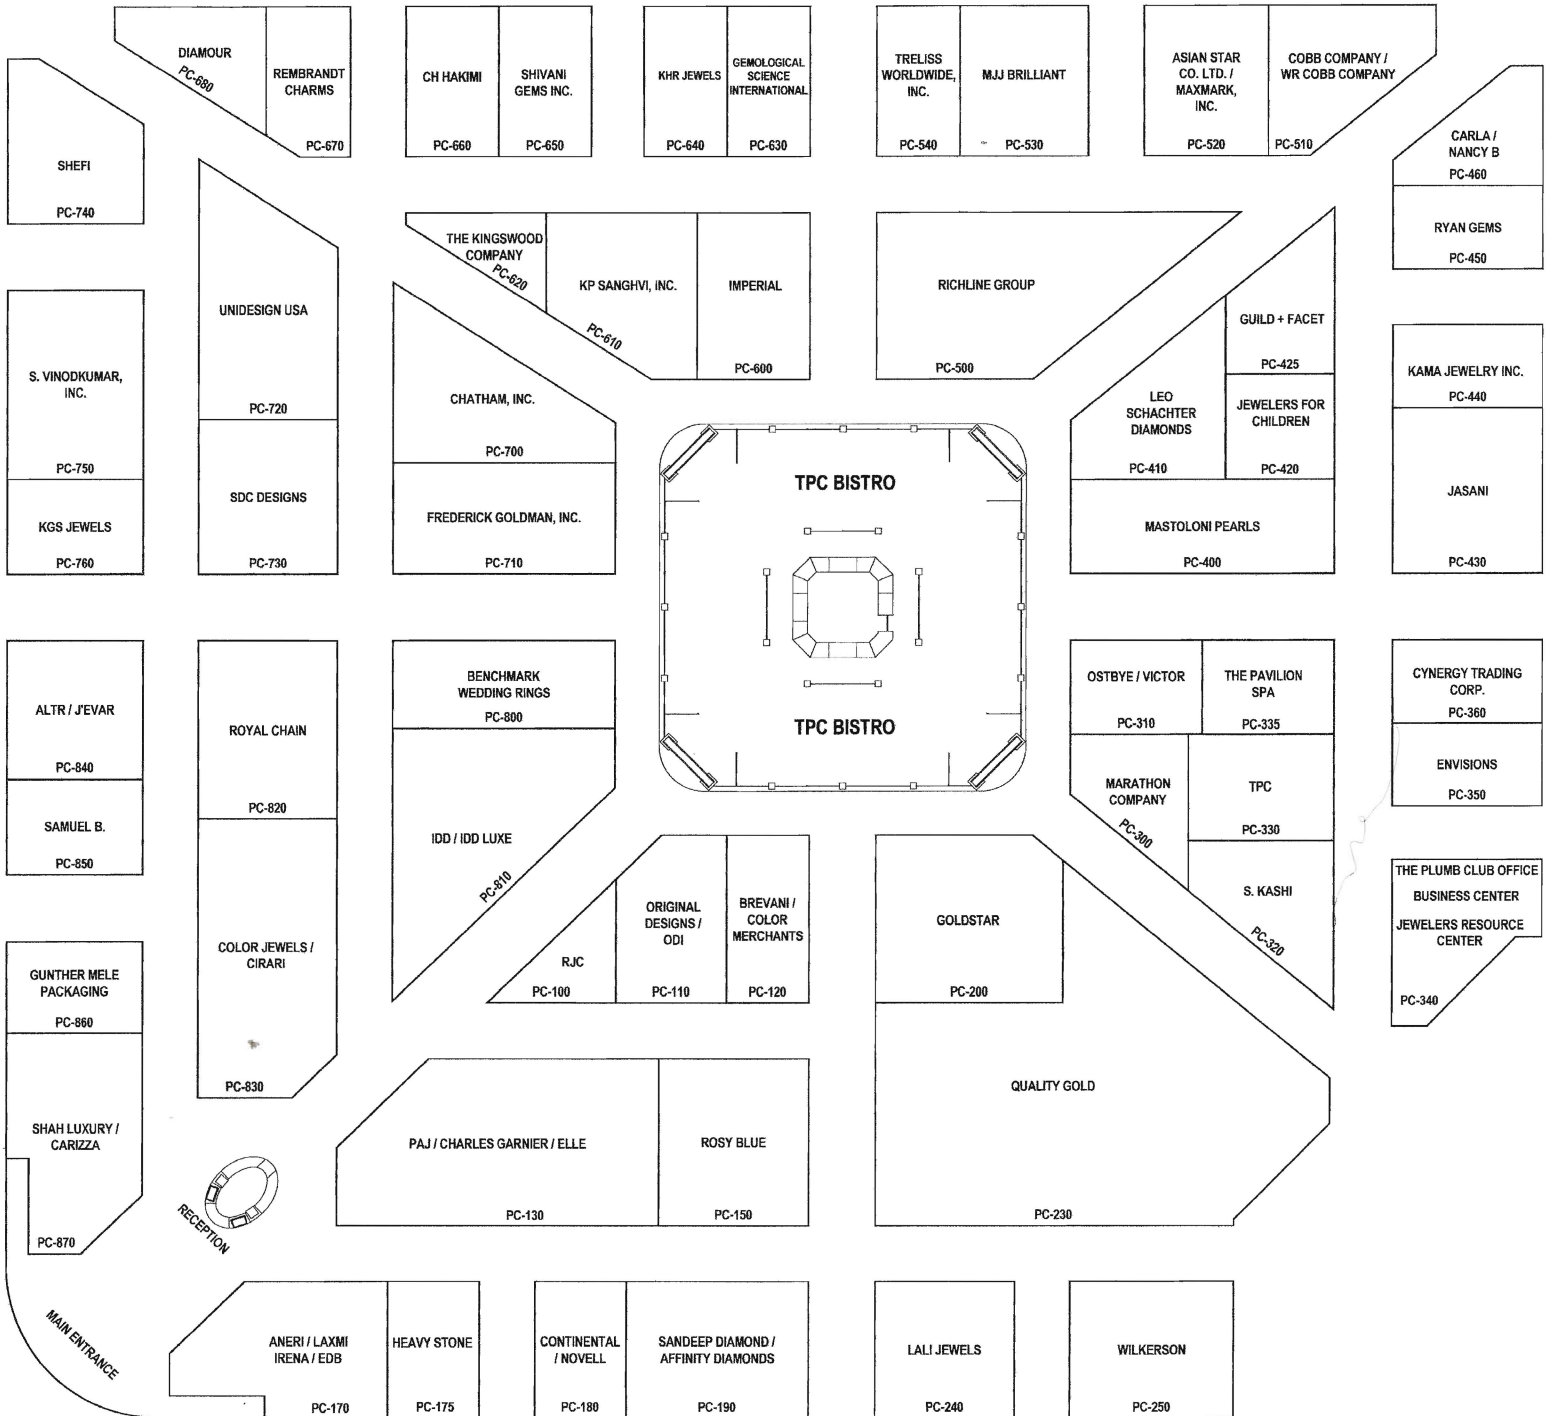 DIAMOUR
PC-680
REMBRANDT
CHARMS
PC-670
CH HAKIMI
PC-660
SHIVANI
GEMS INC.
PC-650
KHR JEWELS
PC-640
GEMOLOGICAL
SCIENCE
INTERNATIONAL
PC-630
TRELISS
WORLDWIDE,
INC.
PC-540
MJJ BRILLIANT
PC-530
ASIAN STAR
CO. LTD. /
MAXMARK,
INC.
PC-520
COBB COMPANY /
WR COBB COMPANY
PC-510
SHEFI
PC-740
CARLA /
NANCY B
PC-460
RYAN GEMS
PC-450
UNIDESIGN USA
PC-720
THE KINGSWOOD
COMPANY
PC-620
KP SANGHVI, INC.
PC-610
IMPERIAL
PC-600
RICHLINE GROUP
PC-500
GUILD + FACET
PC-425
S. VINODKUMAR,
INC.
PC-750
CHATHAM, INC.
PC-700
LEO
SCHACHTER
DIAMONDS
PC-410
JEWELERS FOR
CHILDREN
PC-420
KAMA JEWELRY INC.
PC-440
KGS JEWELS
PC-760
SDC DESIGNS
PC-730
FREDERICK GOLDMAN, INC.
PC-710
TPC BISTRO
MASTOLONI PEARLS
PC-400
JASANI
PC-430
ALTR / J'EVAR
PC-840
ROYAL CHAIN
PC-820
BENCHMARK
WEDDING RINGS
PC-800
TPC BISTRO
OSTBYE / VICTOR
PC-310
THE PAVILION
SPA
PC-335
CYNERGY TRADING
CORP.
PC-360
SAMUEL B.
PC-850
IDD / IDD LUXE
PC-810
MARATHON
COMPANY
PC-300
TPC
PC-330
ENVISIONS
PC-350
S. KASHI
PC-320
THE PLUMB CLUB OFFICE
BUSINESS CENTER
JEWELERS RESOURCE
CENTER
PC-340
GUNTHER MELE
PACKAGING
PC-860
COLOR JEWELS /
CIRARI
PC-830
RJC
PC-100
ORIGINAL
DESIGNS /
ODI
PC-110
BREVANI /
COLOR
MERCHANTS
PC-120
GOLDSTAR
PC-200
SHAH LUXURY /
CARIZZA
PC-870
RECEPTION
PAJ / CHARLES GARNIER / ELLE
PC-130
ROSY BLUE
PC-150
QUALITY GOLD
PC-230
MAIN ENTRANCE
ANERI / LAXMI
IRENA / EDB
PC-170
HEAVY STONE
PC-175
CONTINENTAL
/ NOVELL
PC-180
SANDEEP DIAMOND /
AFFINITY DIAMONDS
PC-190
LALI JEWELS
PC-240
WILKERSON
PC-250